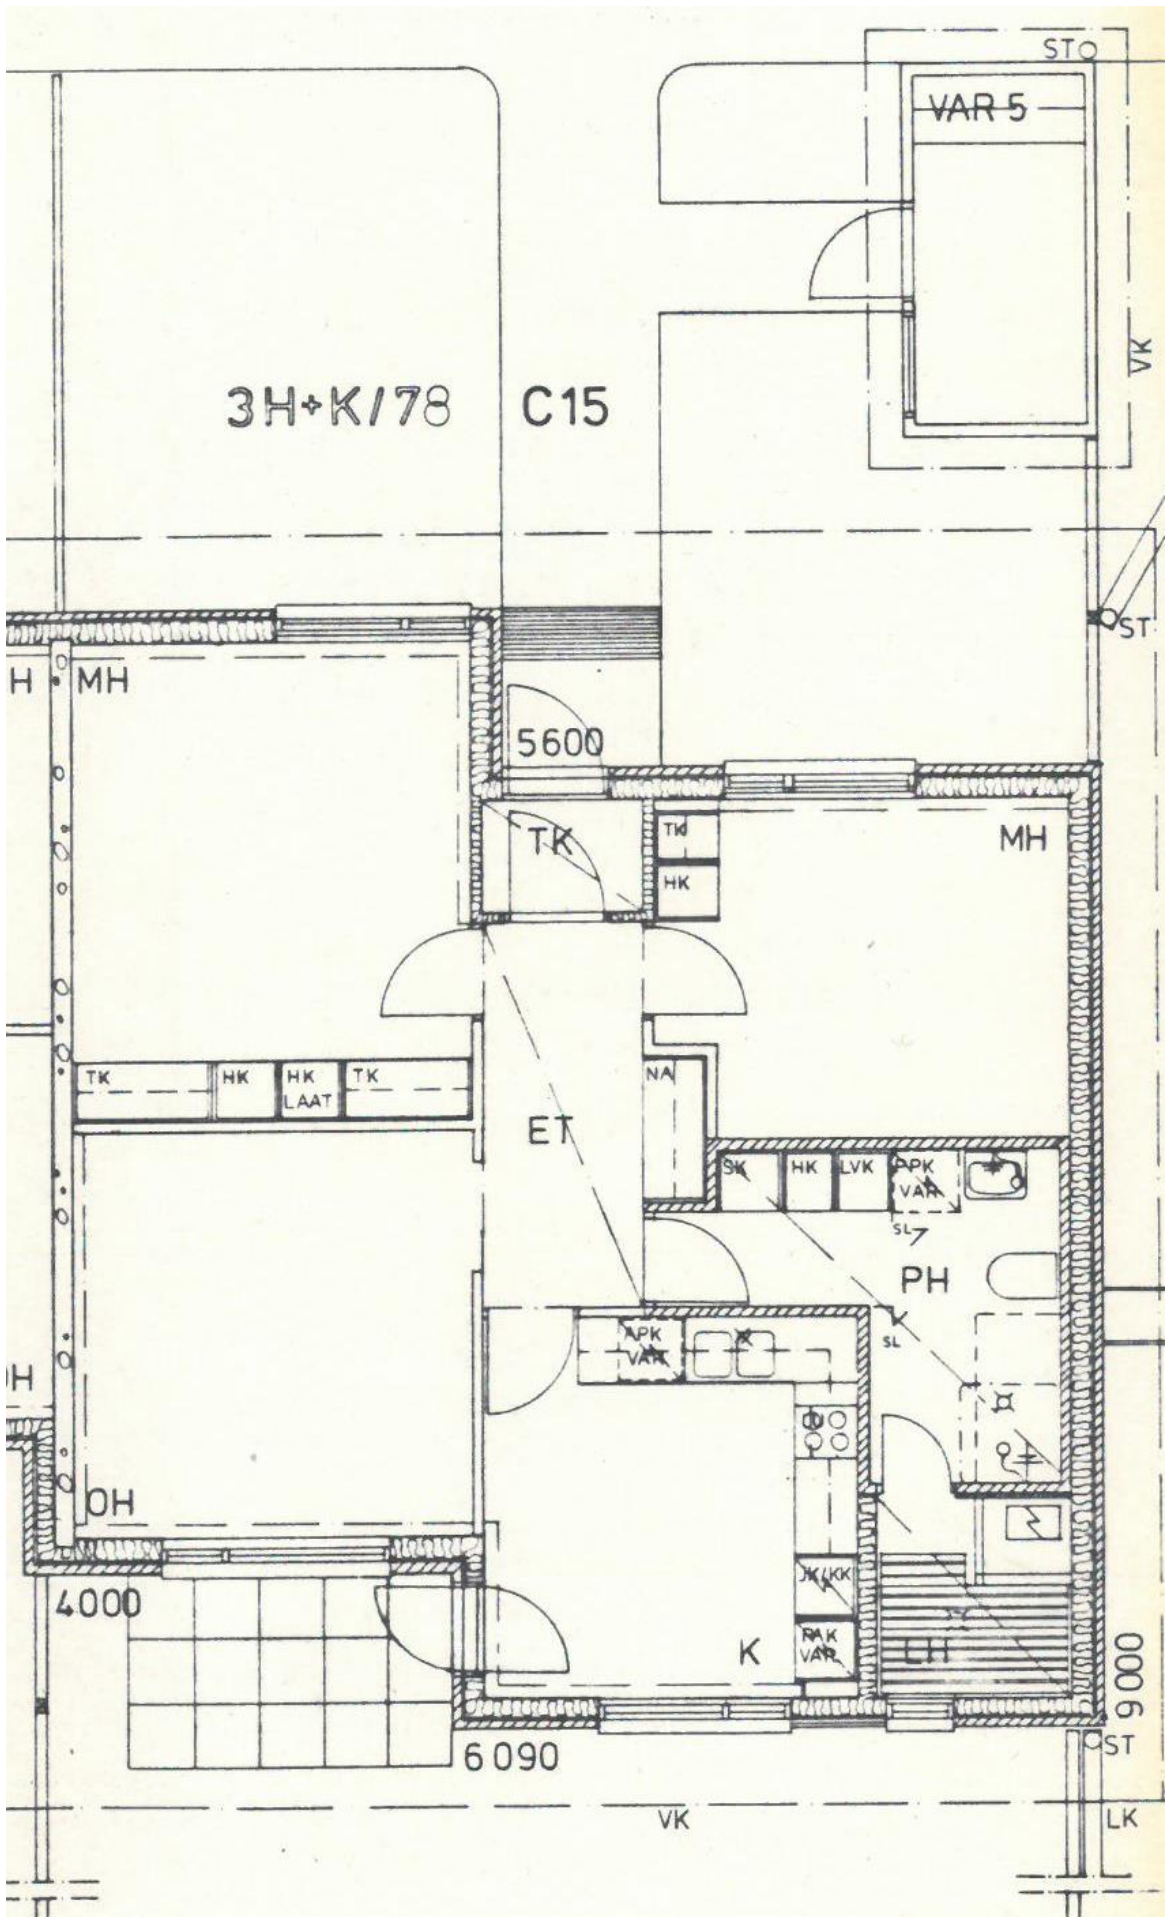 ST
VAR 5
VK
3H+K/78 C15
ST
H MH
5600
TK
MH
TK
HK
TK HK HK LAAT TK
NA
ET
SK HK LVK PPK VAR
SL
PH
SL
APK VAR
H
OH
4000
JK/KK
PAK VAR
K
LH
9000
6090
ST
VK
LK